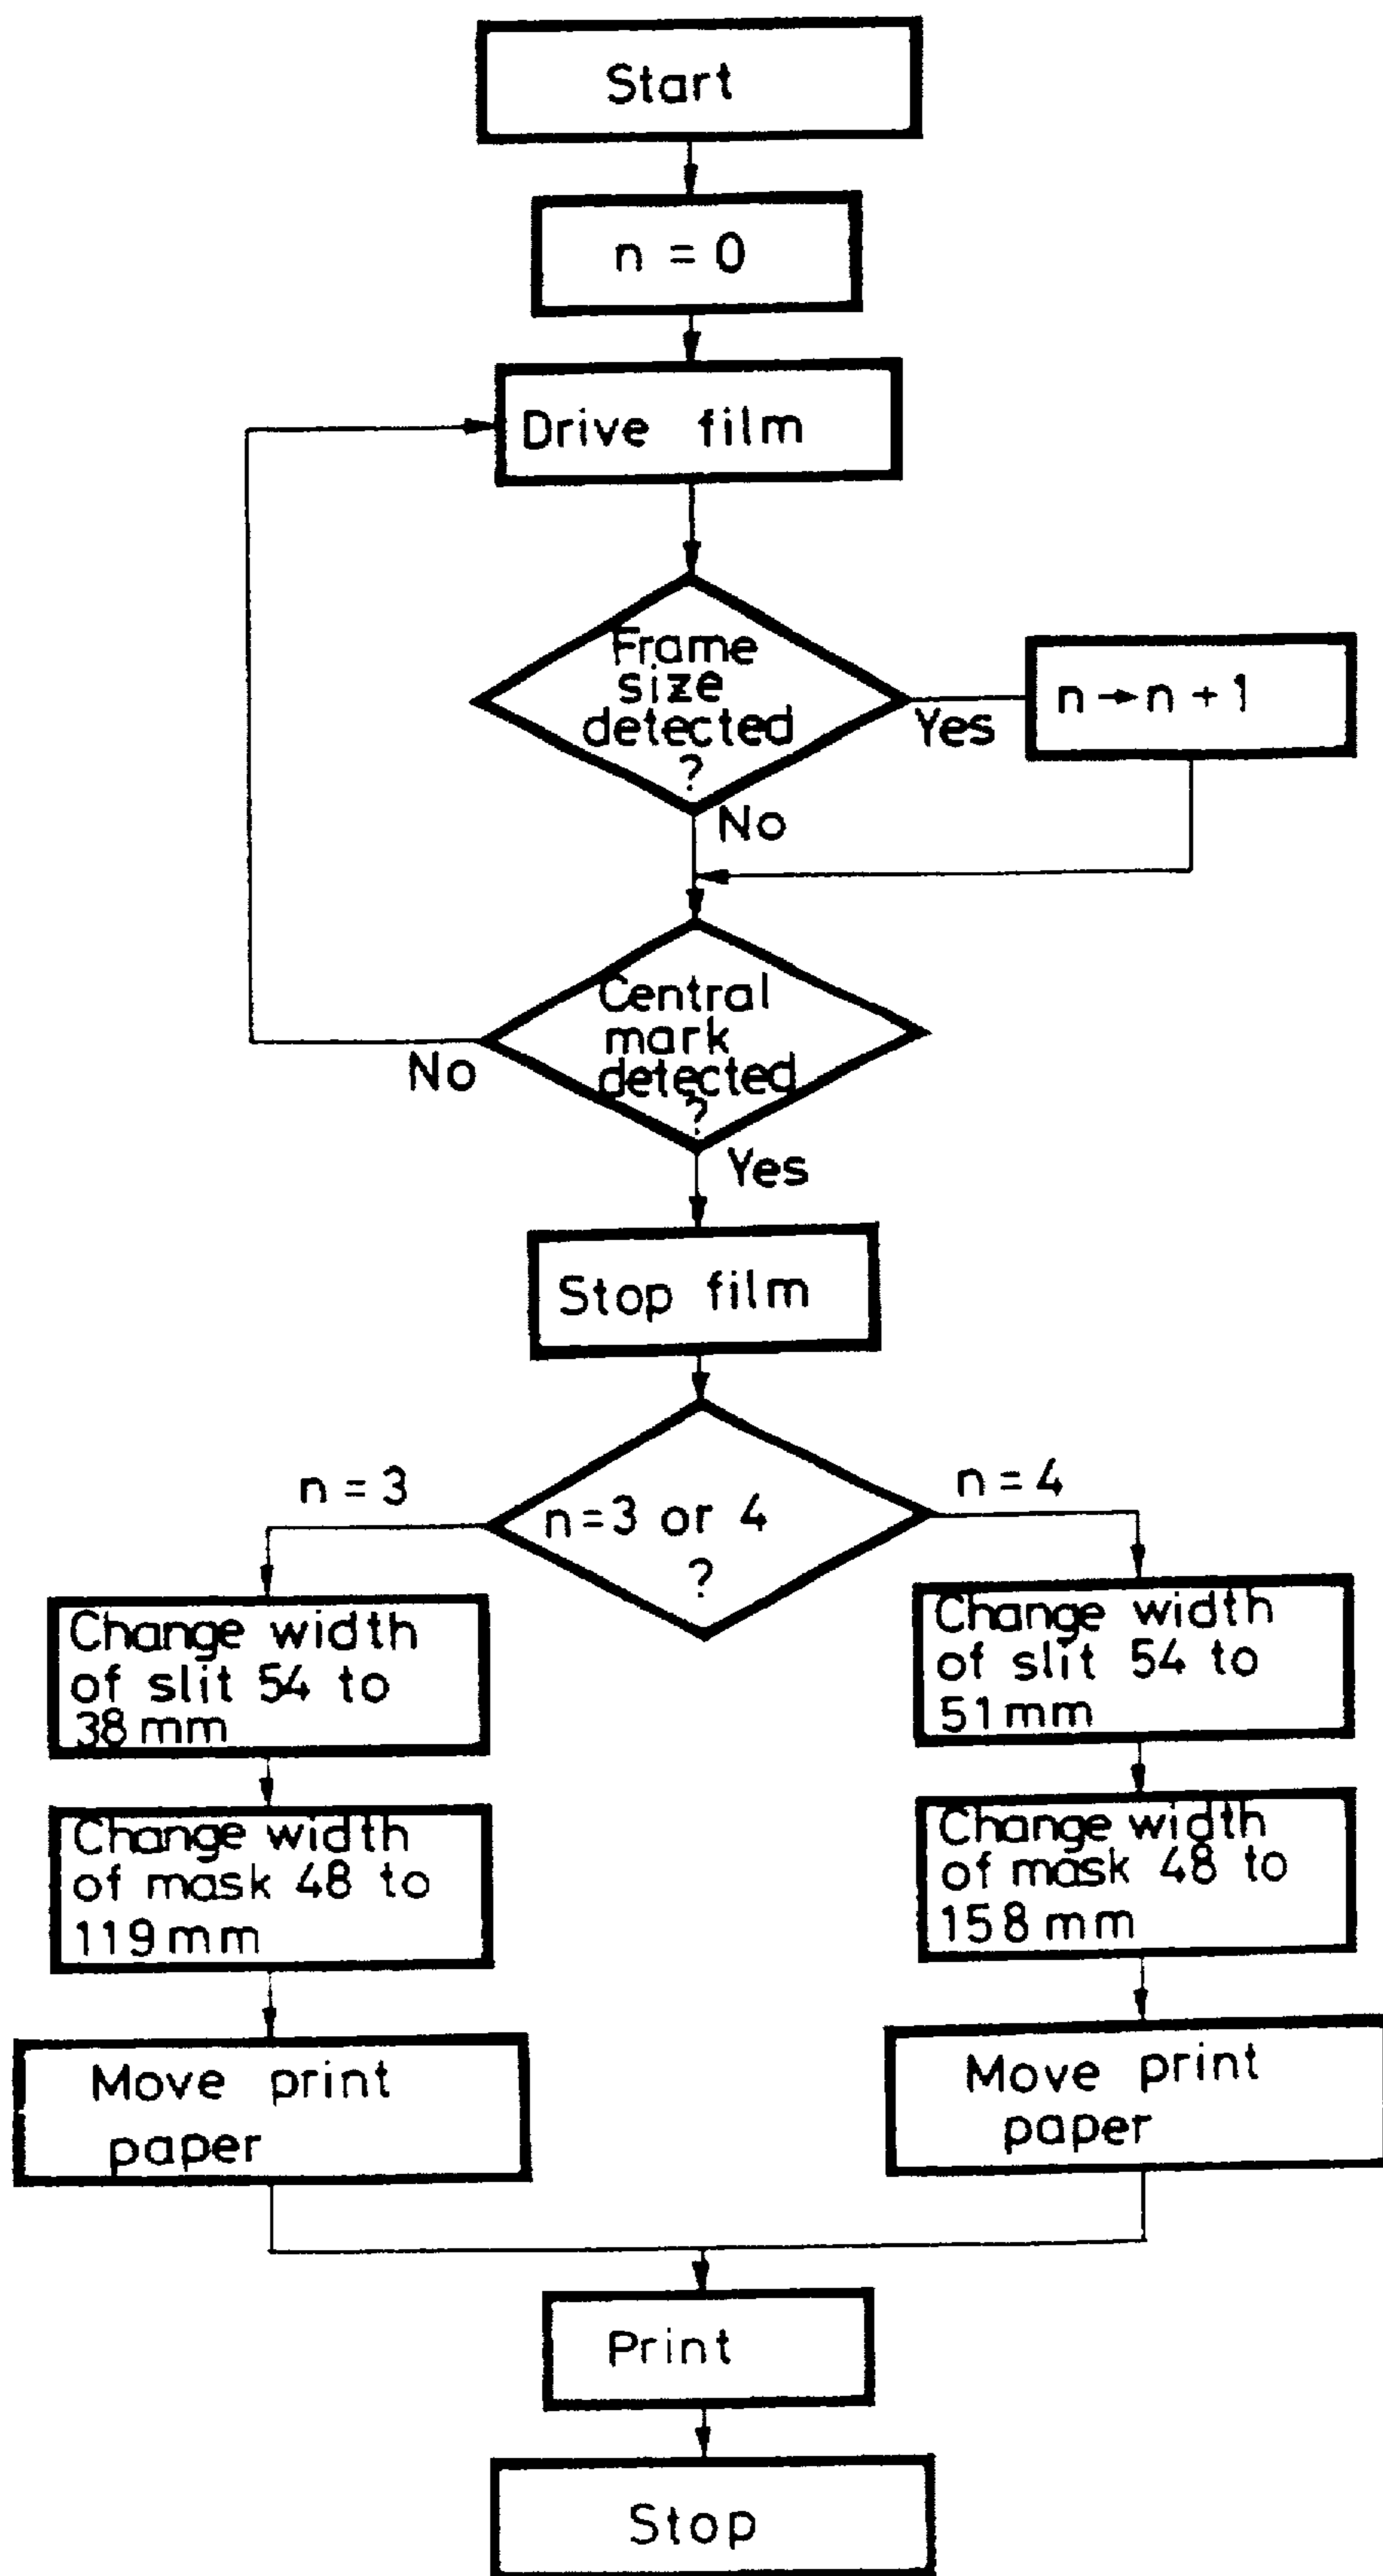 Start
n = 0
Drive film
Frame
size
detected
?
Yes
n → n + 1
No
Central
mark
detected
?
No
Yes
Stop film
n = 3
n=3 or 4
?
n = 4
Change width
of slit 54 to
38 mm
Change width
of slit 54 to
51 mm
Change width
of mask 48 to
119 mm
Change width
of mask 48 to
158 mm
Move print
paper
Move print
paper
Print
Stop